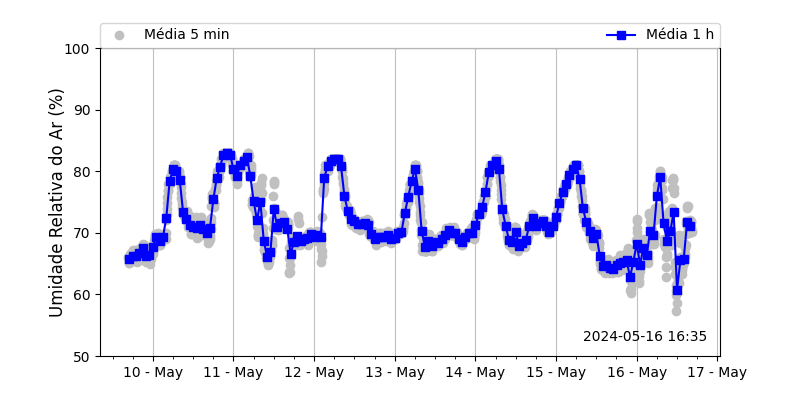 Média 5 min
Média 1 h
100
90
80
70
60
50
Umidade Relativa do Ar (%)
2024-05-16 16:35
10 - May
11 - May
12 - May
13 - May
14 - May
15 - May
16 - May
17 - May